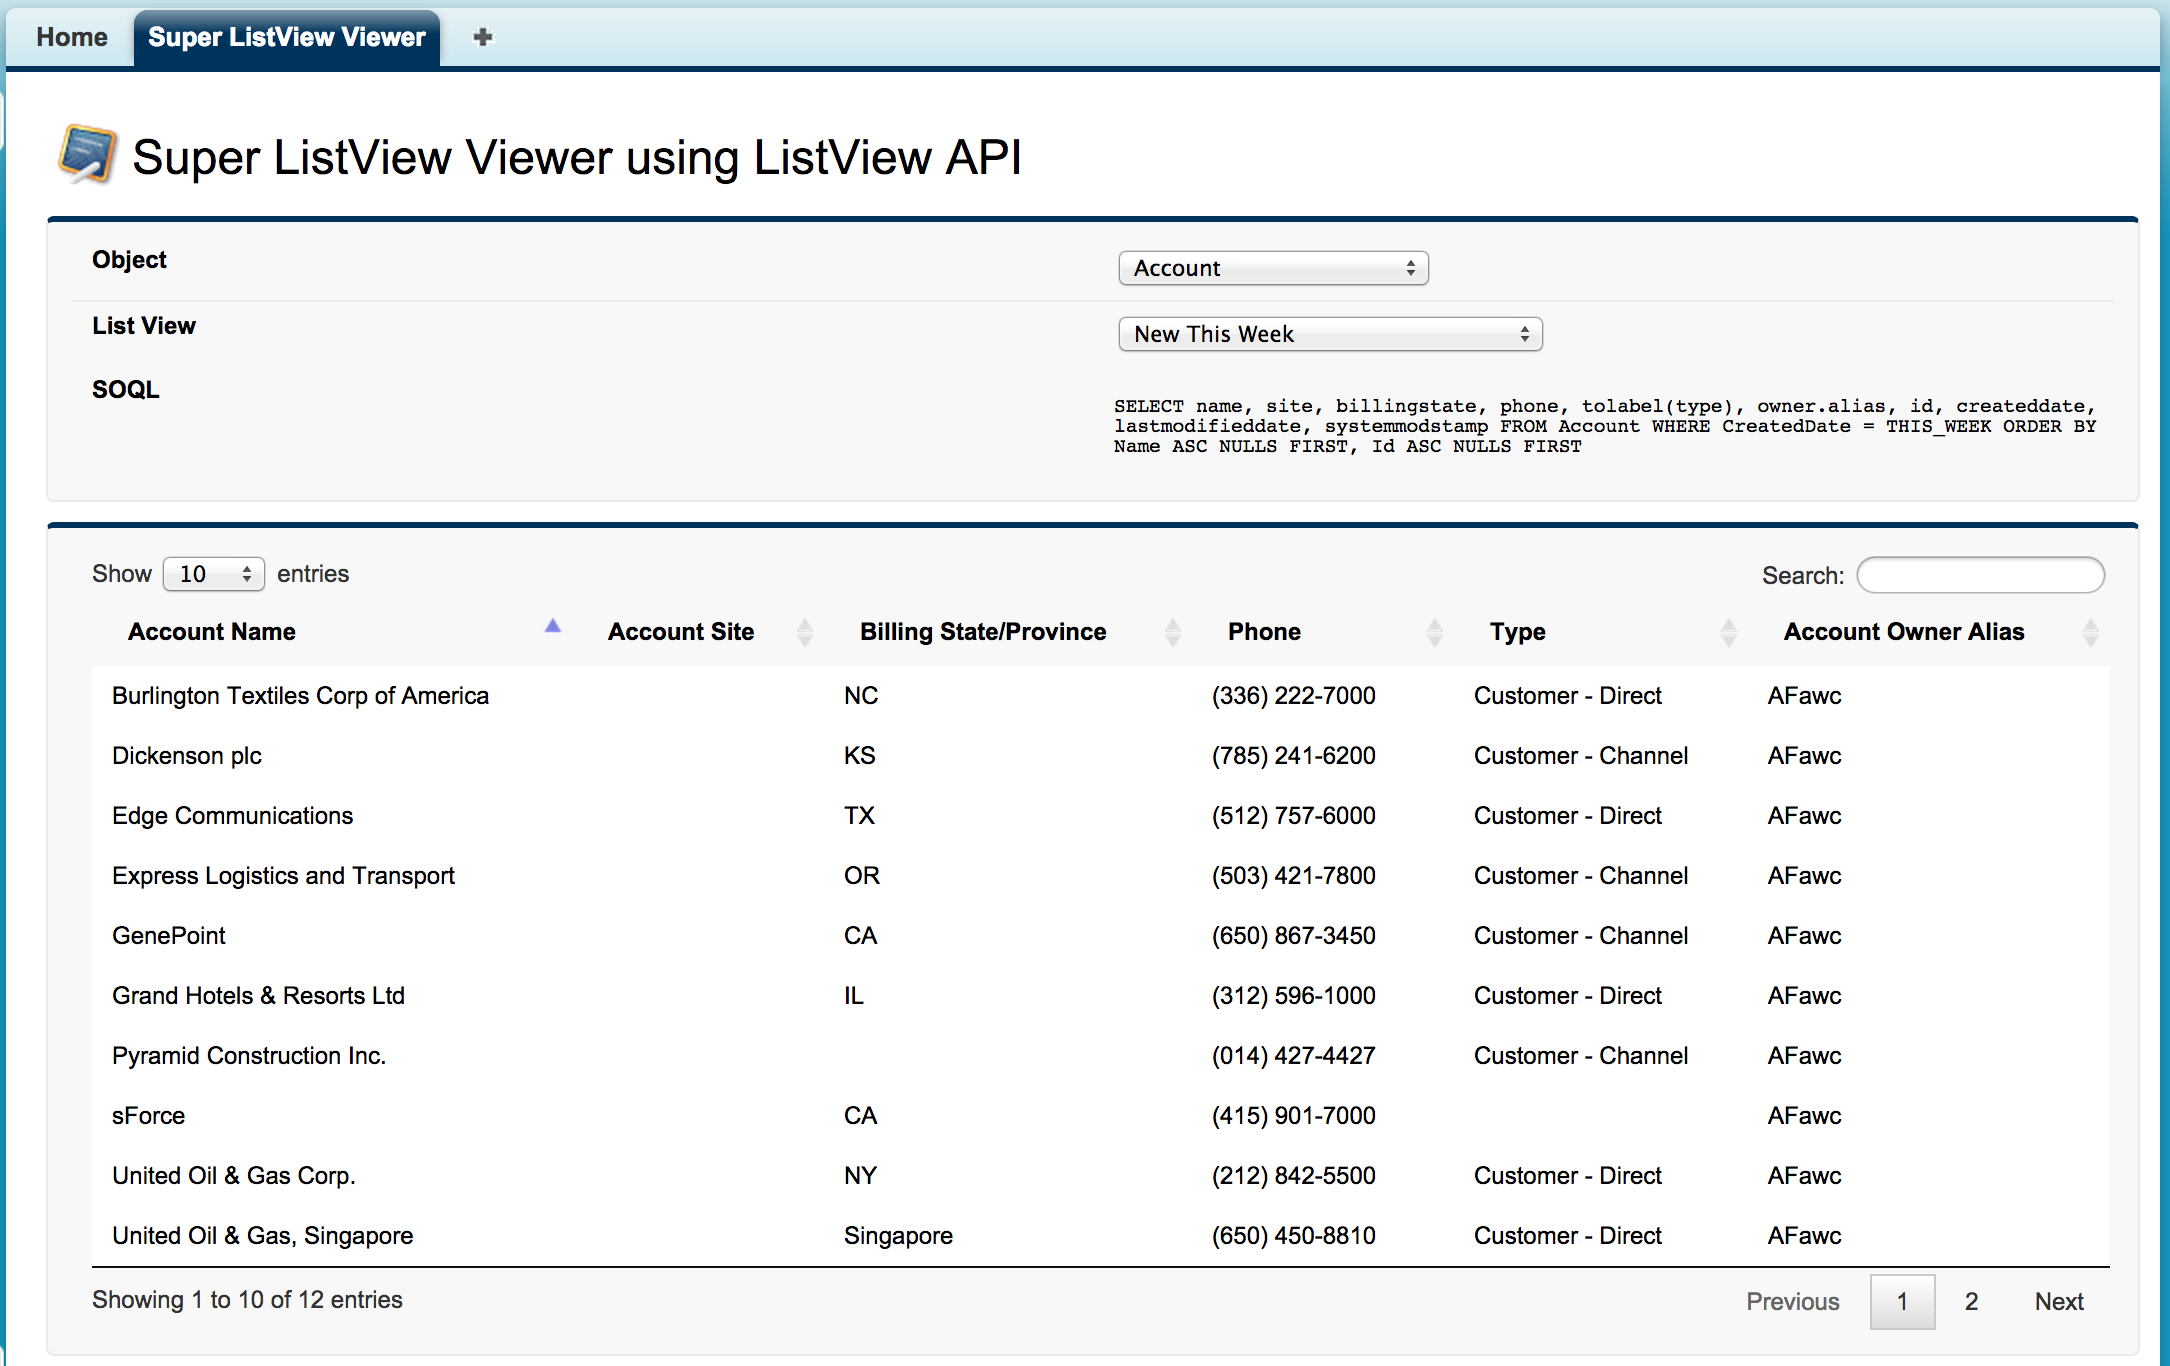 Home Super ListView Viewer
Super ListView Viewer using ListView API
Object Account
List View New This Week
SOQL
SELECT name, site, billingstate, phone, tolabel(type), owner.alias, id, createddate,
lastmodifieddate, systemmodstamp FROM Account WHERE CreatedDate = THIS_WEEK ORDER BY
Name ASC NULLS FIRST, Id ASC NULLS FIRST
Show 10 entries Search:
Account Name Account Site Billing State/Province Phone Type Account Owner Alias
Burlington Textiles Corp of America NC (336) 222-7000 Customer - Direct AFawc
Dickenson plc KS (785) 241-6200 Customer - Channel AFawc
Edge Communications TX (512) 757-6000 Customer - Direct AFawc
Express Logistics and Transport OR (503) 421-7800 Customer - Channel AFawc
GenePoint CA (650) 867-3450 Customer - Channel AFawc
Grand Hotels & Resorts Ltd IL (312) 596-1000 Customer - Direct AFawc
Pyramid Construction Inc. (014) 427-4427 Customer - Channel AFawc
sForce CA (415) 901-7000 AFawc
United Oil & Gas Corp. NY (212) 842-5500 Customer - Direct AFawc
United Oil & Gas, Singapore Singapore (650) 450-8810 Customer - Direct AFawc
Showing 1 to 10 of 12 entries Previous 1 2 Next